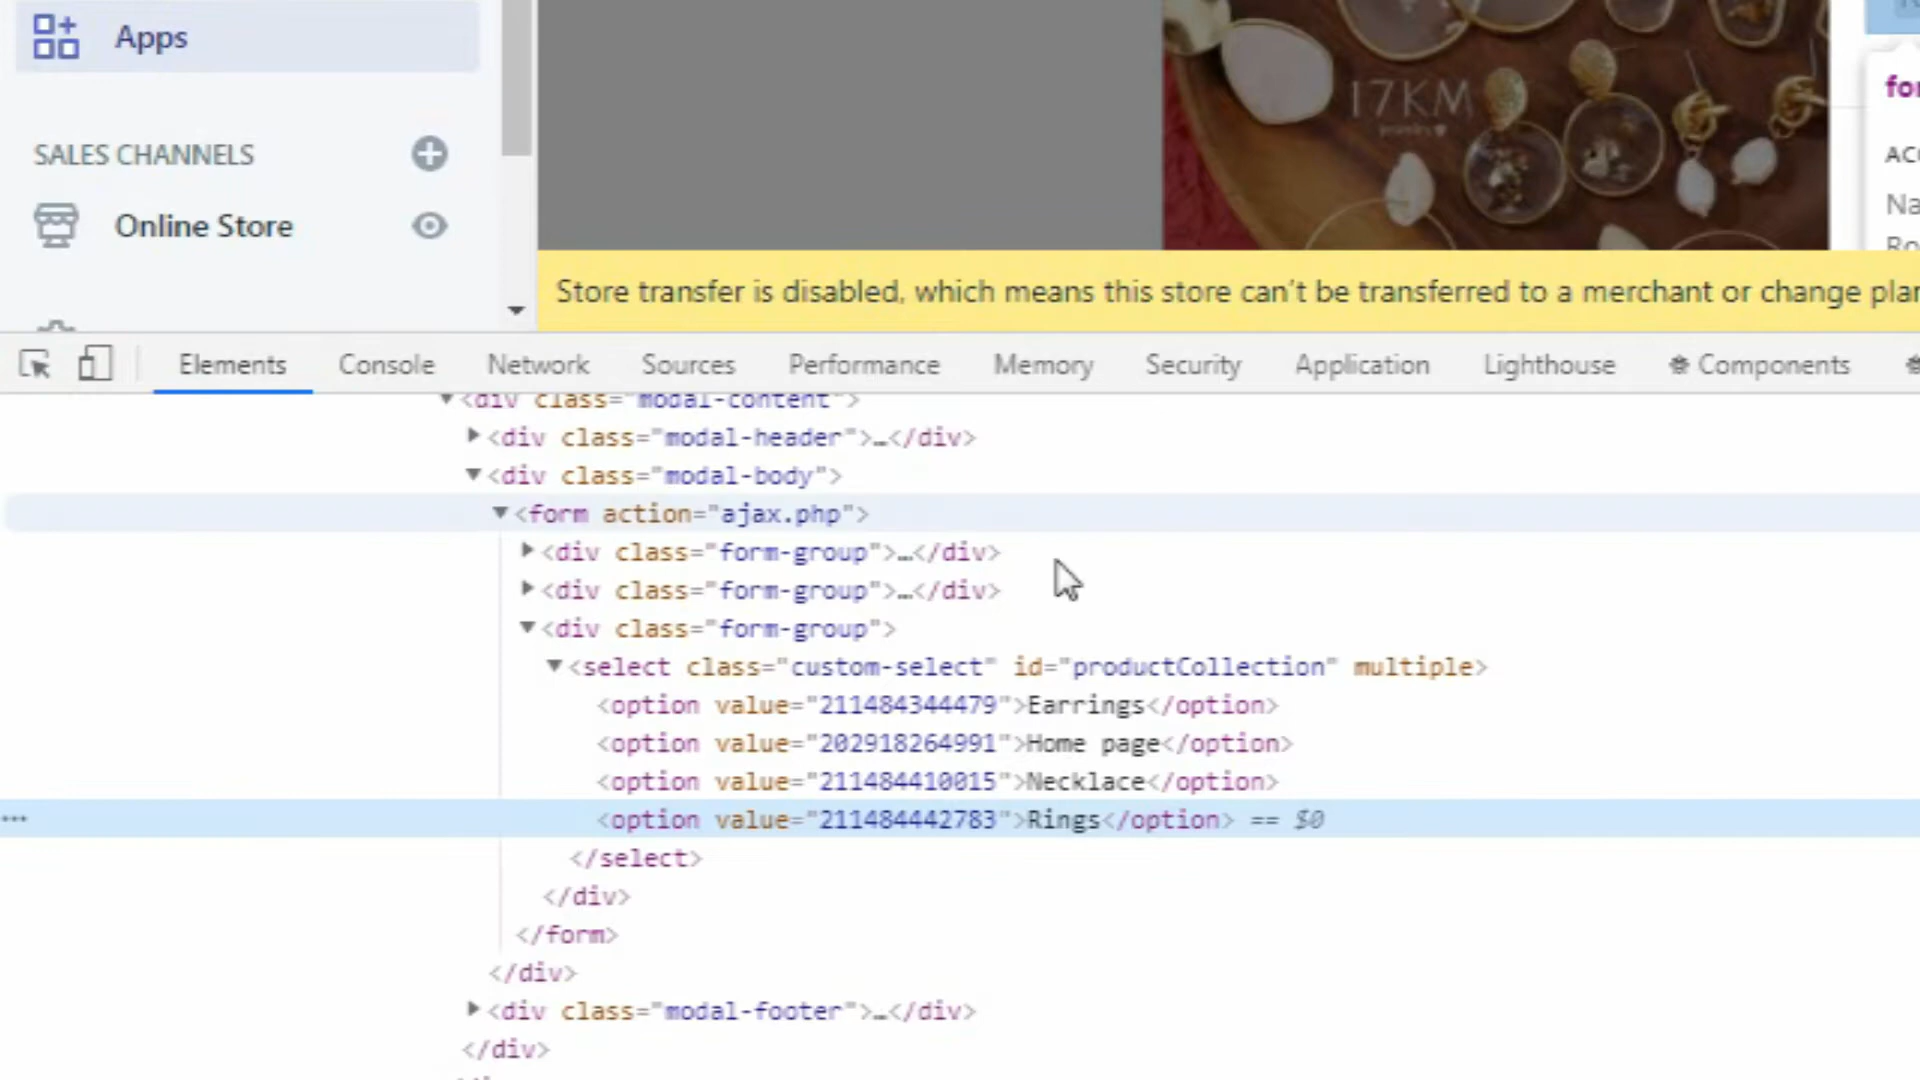 Apps
SALES CHANNELS
Online Store
17KM
Store transfer is disabled, which means this store can't be transferred to a merchant or change
Elements Console Network Sources Performance Memory Security Application Lighthouse Components
<div class="modal-content">
<div class="modal-header">…</div>
<div class="modal-body">
<form action="ajax.php">
<div class="form-group">…</div>
<div class="form-group">…</div>
<div class="form-group">
<select class="custom-select" id="productCollection" multiple>
<option value="211484344479">Earrings</option>
<option value="202918264991">Home page</option>
<option value="211484410015">Necklace</option>
<option value="211484442783">Rings</option> == $0
</select>
</div>
</form>
</div>
<div class="modal-footer">…</div>
</div>